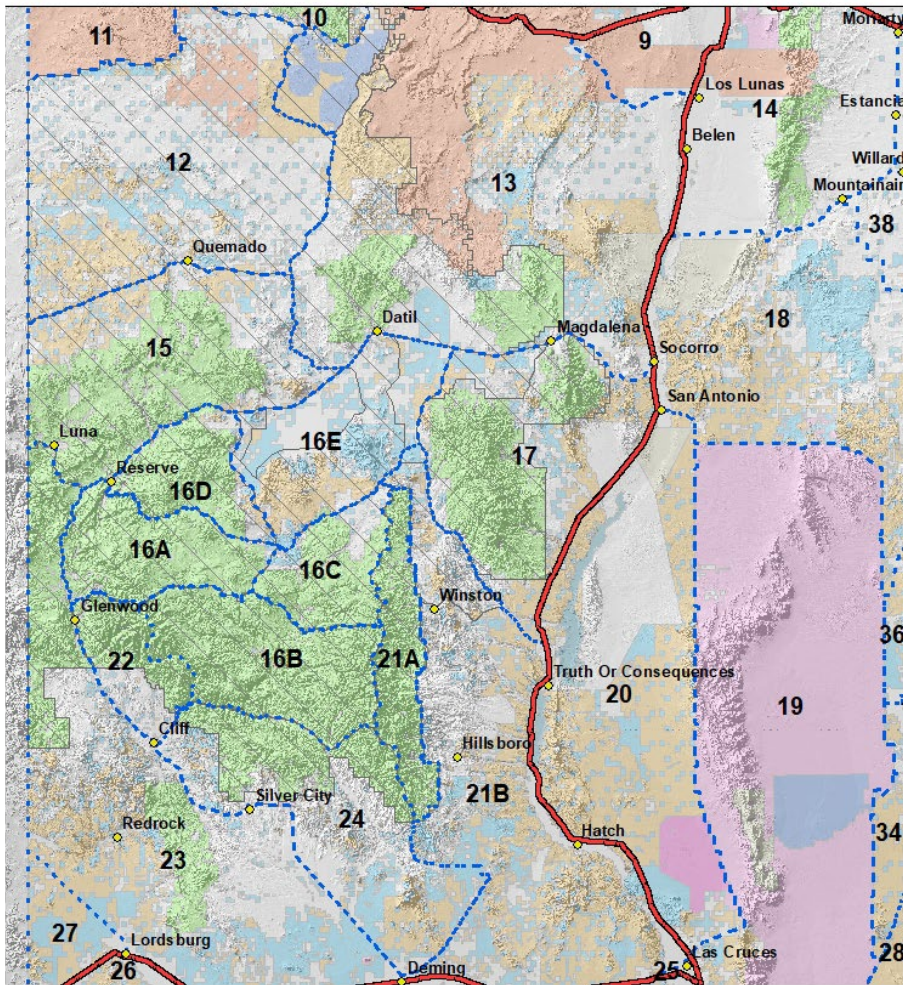 10
11
9
Moriarty
Los Lunas
14
Estancia
Belen
12
13
Willard
Mountainair
38
Quemado
18
Datil
15
Magdalena
Socorro
San Antonio
Luna
16E
17
Reserve
16D
16A
16C
Glenwood
Winston
22
16B
21A
36
Truth Or Consequences
20
19
Cliff
Hillsboro
21B
Silver City
24
Redrock
Hatch
34
23
27
Lordsburg
26
Deming
25
Las Cruces
28